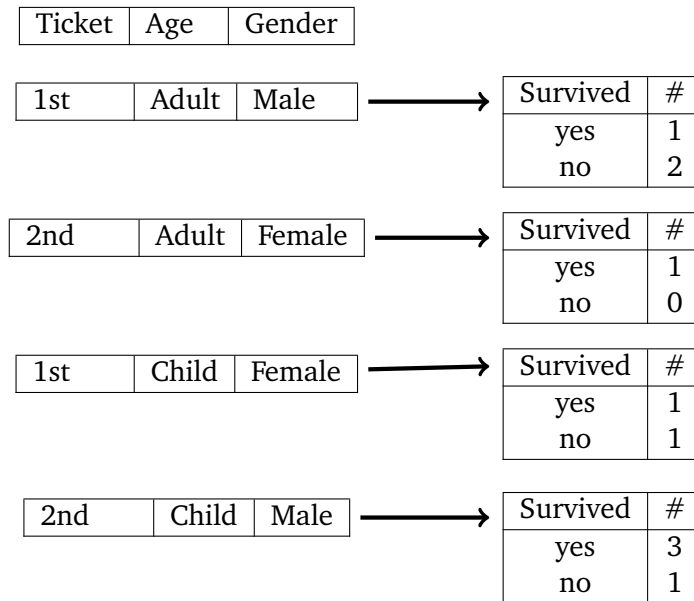 Ticket Age Gender
1st Adult Male
Survived #
yes 1
no 2
2nd Adult Female
Survived #
yes 1
no 0
1st Child Female
Survived #
yes 1
no 1
2nd Child Male
Survived #
yes 3
no 1